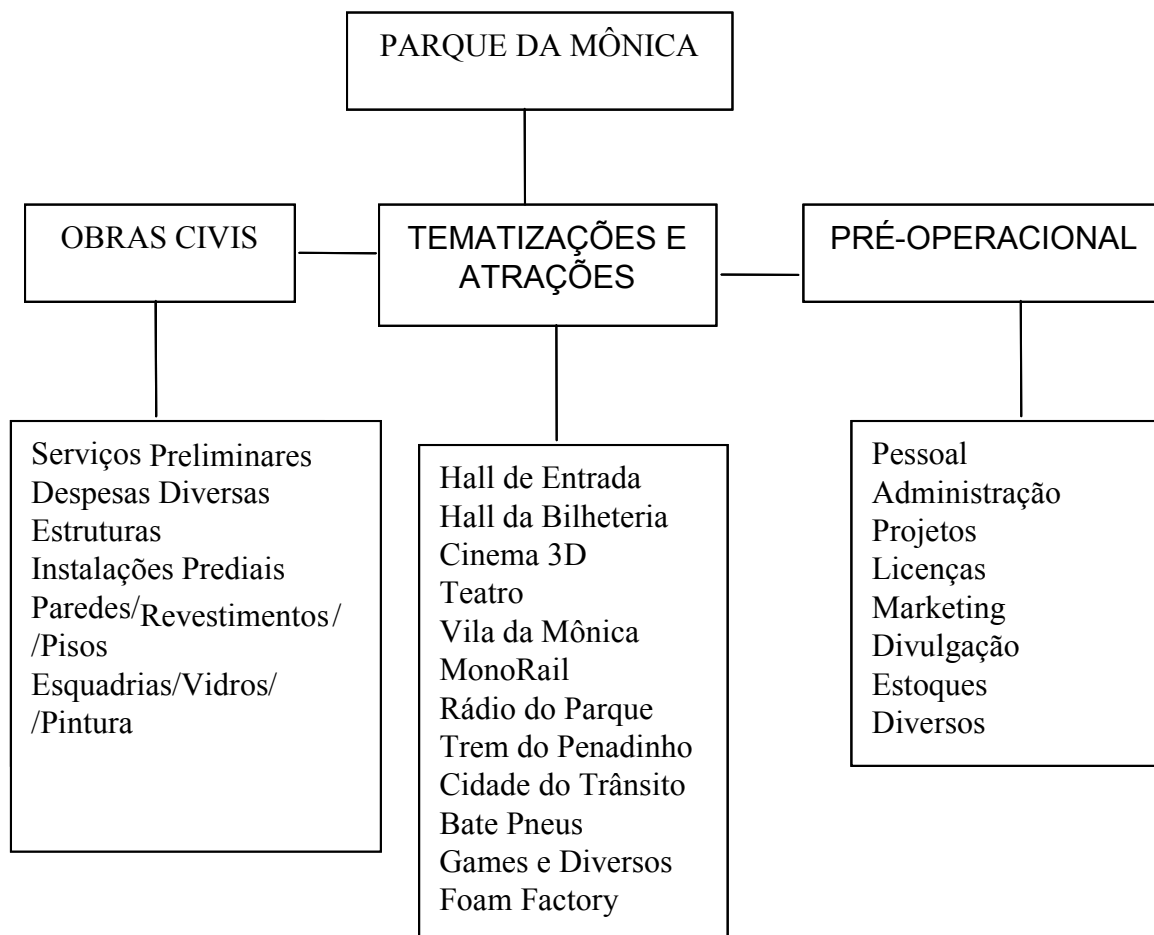 PARQUE DA MÔNICA
OBRAS CIVIS
TEMATIZAÇÕES E
ATRAÇÕES
PRÉ-OPERACIONAL
Serviços Preliminares
Despesas Diversas
Estruturas
Instalações Prediais
Paredes/Revestimentos/
/Pisos
Esquadrias/Vidros/
/Pintura
Hall de Entrada
Hall da Bilheteria
Cinema 3D
Teatro
Vila da Mônica
MonoRail
Rádio do Parque
Trem do Penadinho
Cidade do Trânsito
Bate Pneus
Games e Diversos
Foam Factory
Pessoal
Administração
Projetos
Licenças
Marketing
Divulgação
Estoques
Diversos